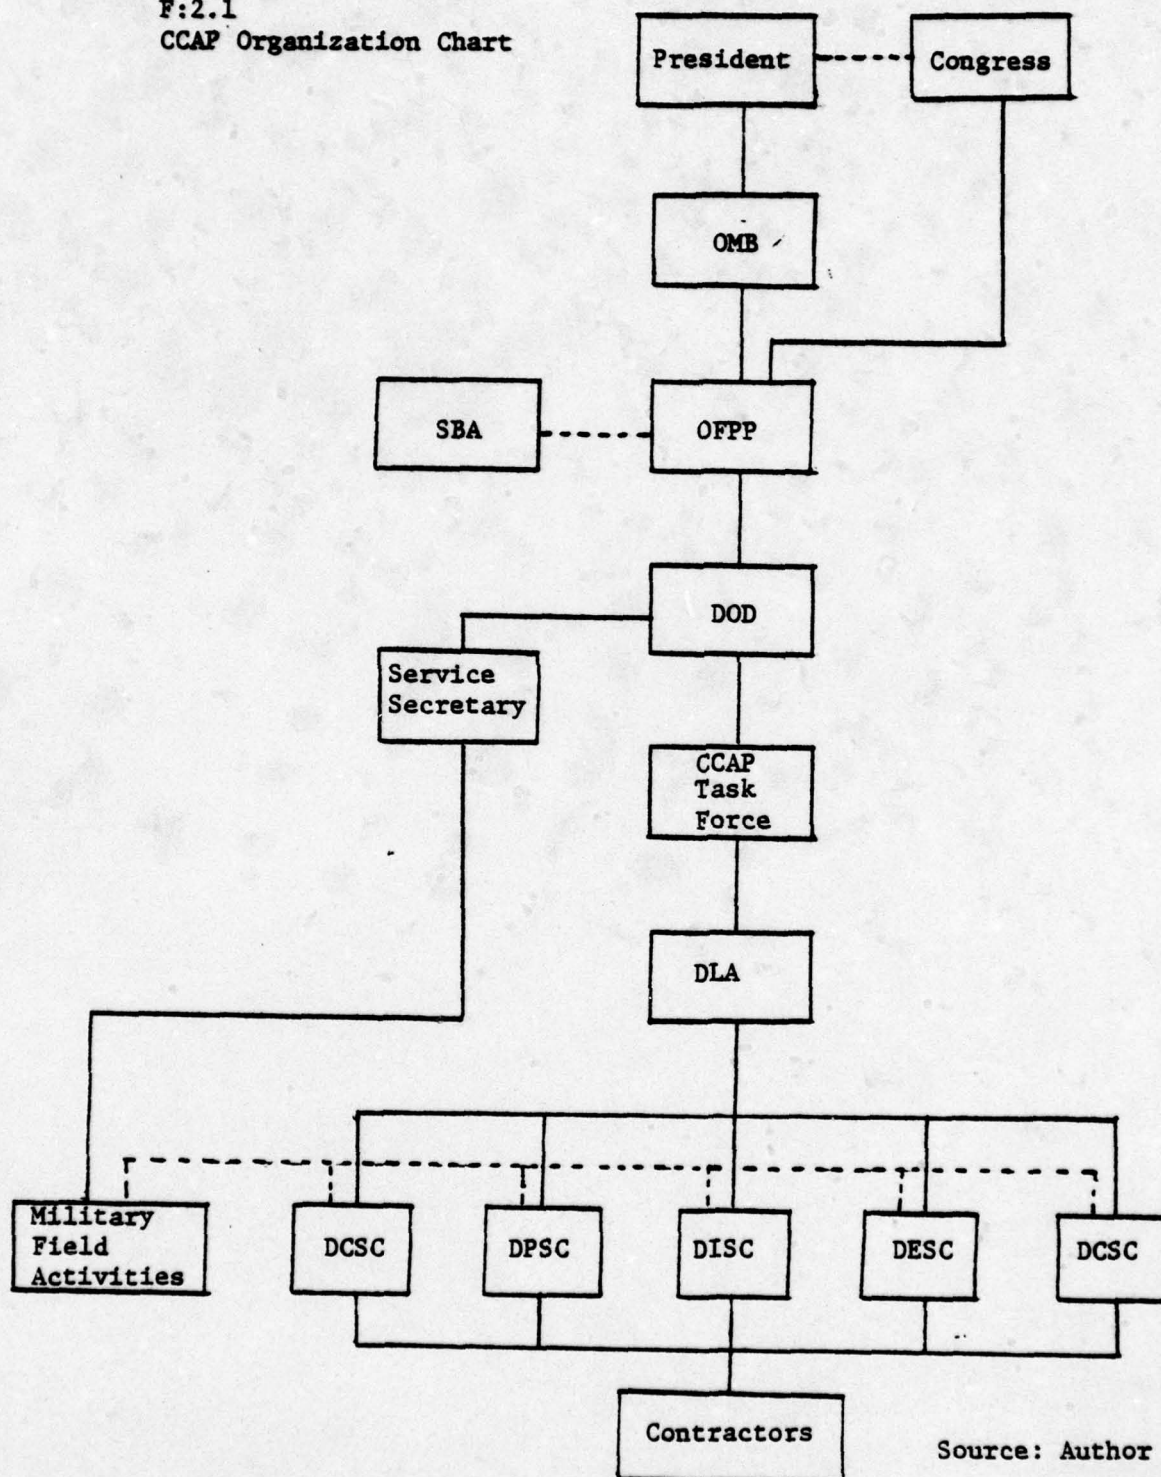 F:2.1
CCAP Organization Chart
President
Congress
OMB
SBA
OFPP
DOD
Service
Secretary
CCAP
Task
Force
DLA
Military
Field
Activities
DCSC
DPSC
DISC
DESC
DCSC
Contractors
Source: Author